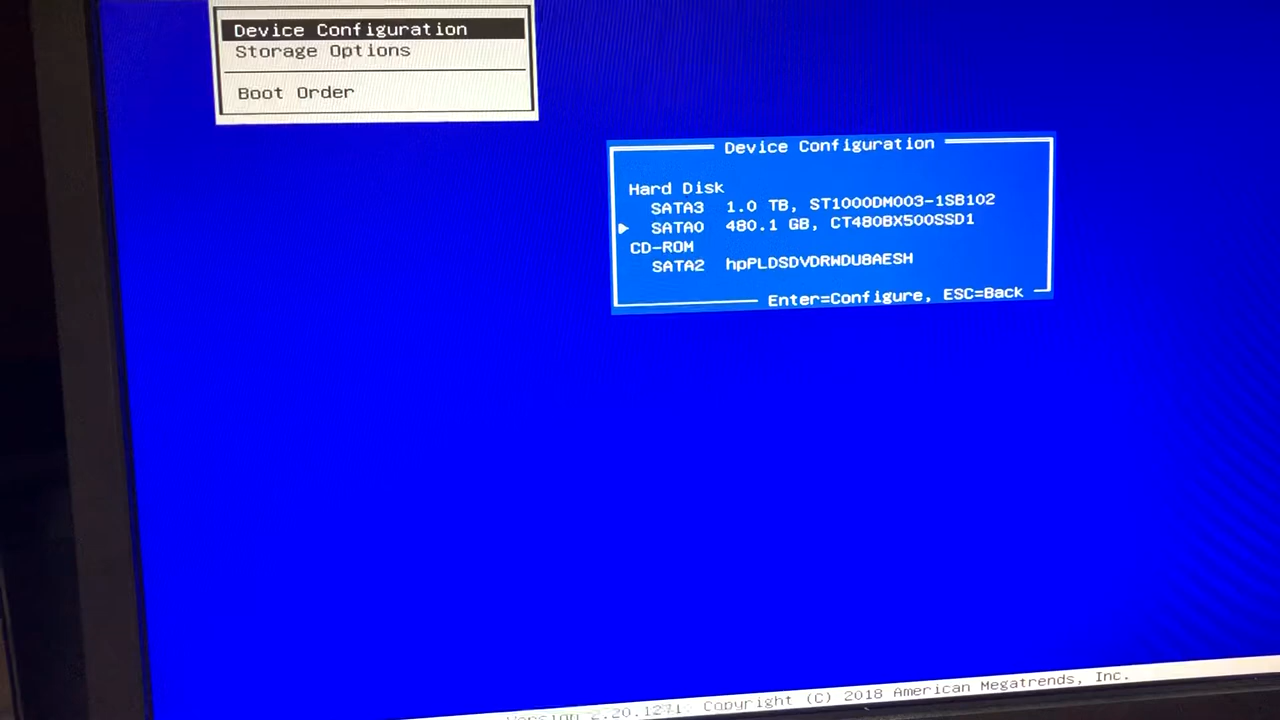 Device Configuration
Storage Options
Boot Order
Device Configuration
Hard Disk
SATA3 1.0 TB, ST1000DM003-1SB102
SATA0 480.1 GB, CT480BX500SSD1
CD-ROM
SATA2 hpPLDSDVDRWDU8AESH
Enter=Configure, ESC=Back
Version 2.20.1271. Copyright (C) 2018 American Megatrends, Inc.